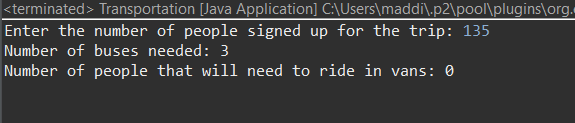 <terminated> Transportation [Java Application] C:\Users\maddi\.p2\pool\plugins\org.
Enter the number of people signed up for the trip: 135
Number of buses needed: 3
Number of people that will need to ride in vans: 0